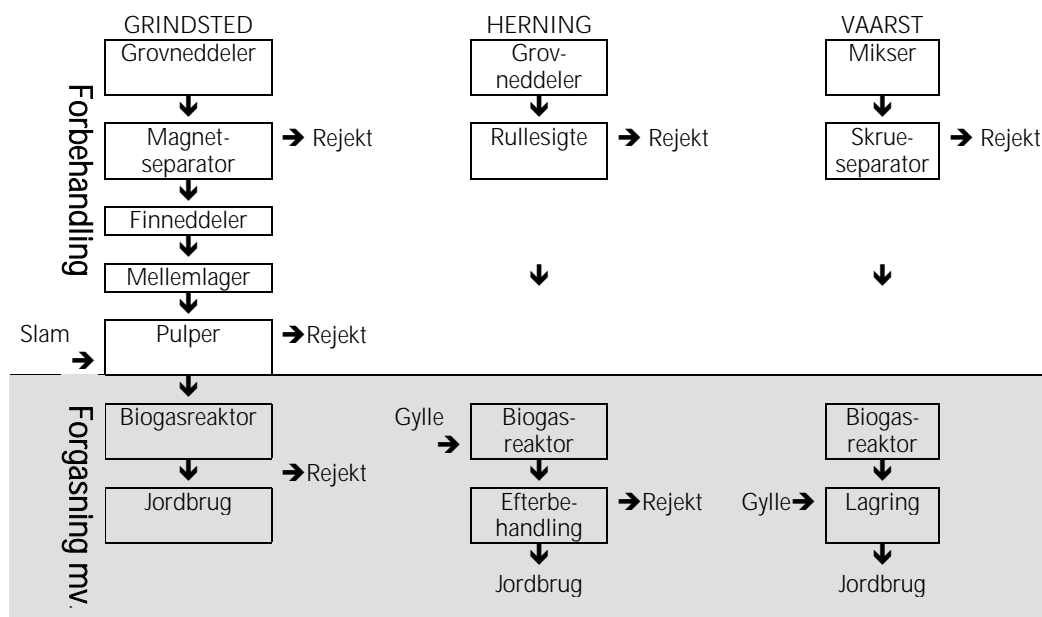 GRINDSTED
HERNING
VAARST
Forbehandling
Grovneddeler
Grov-
neddeler
Mikser
Magnet-
separator
Rejekt
Rullesigte
Rejekt
Skrue-
separator
Rejekt
Finneddeler
Mellemlager
Slam
Pulper
Rejekt
Forgasning mv.
Biogasreaktor
Gylle
Biogas-
reaktor
Biogas-
reaktor
Rejekt
Jordbrug
Efterbe-
handling
Rejekt
Gylle
Lagring
Jordbrug
Jordbrug